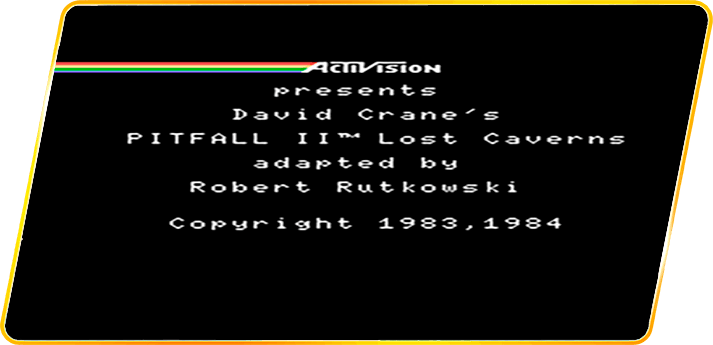 ACTIVISION
presents
David Crane's
PITFALL II™ Lost Caverns
adapted by
Robert Rutkowski
Copyright 1983,1984